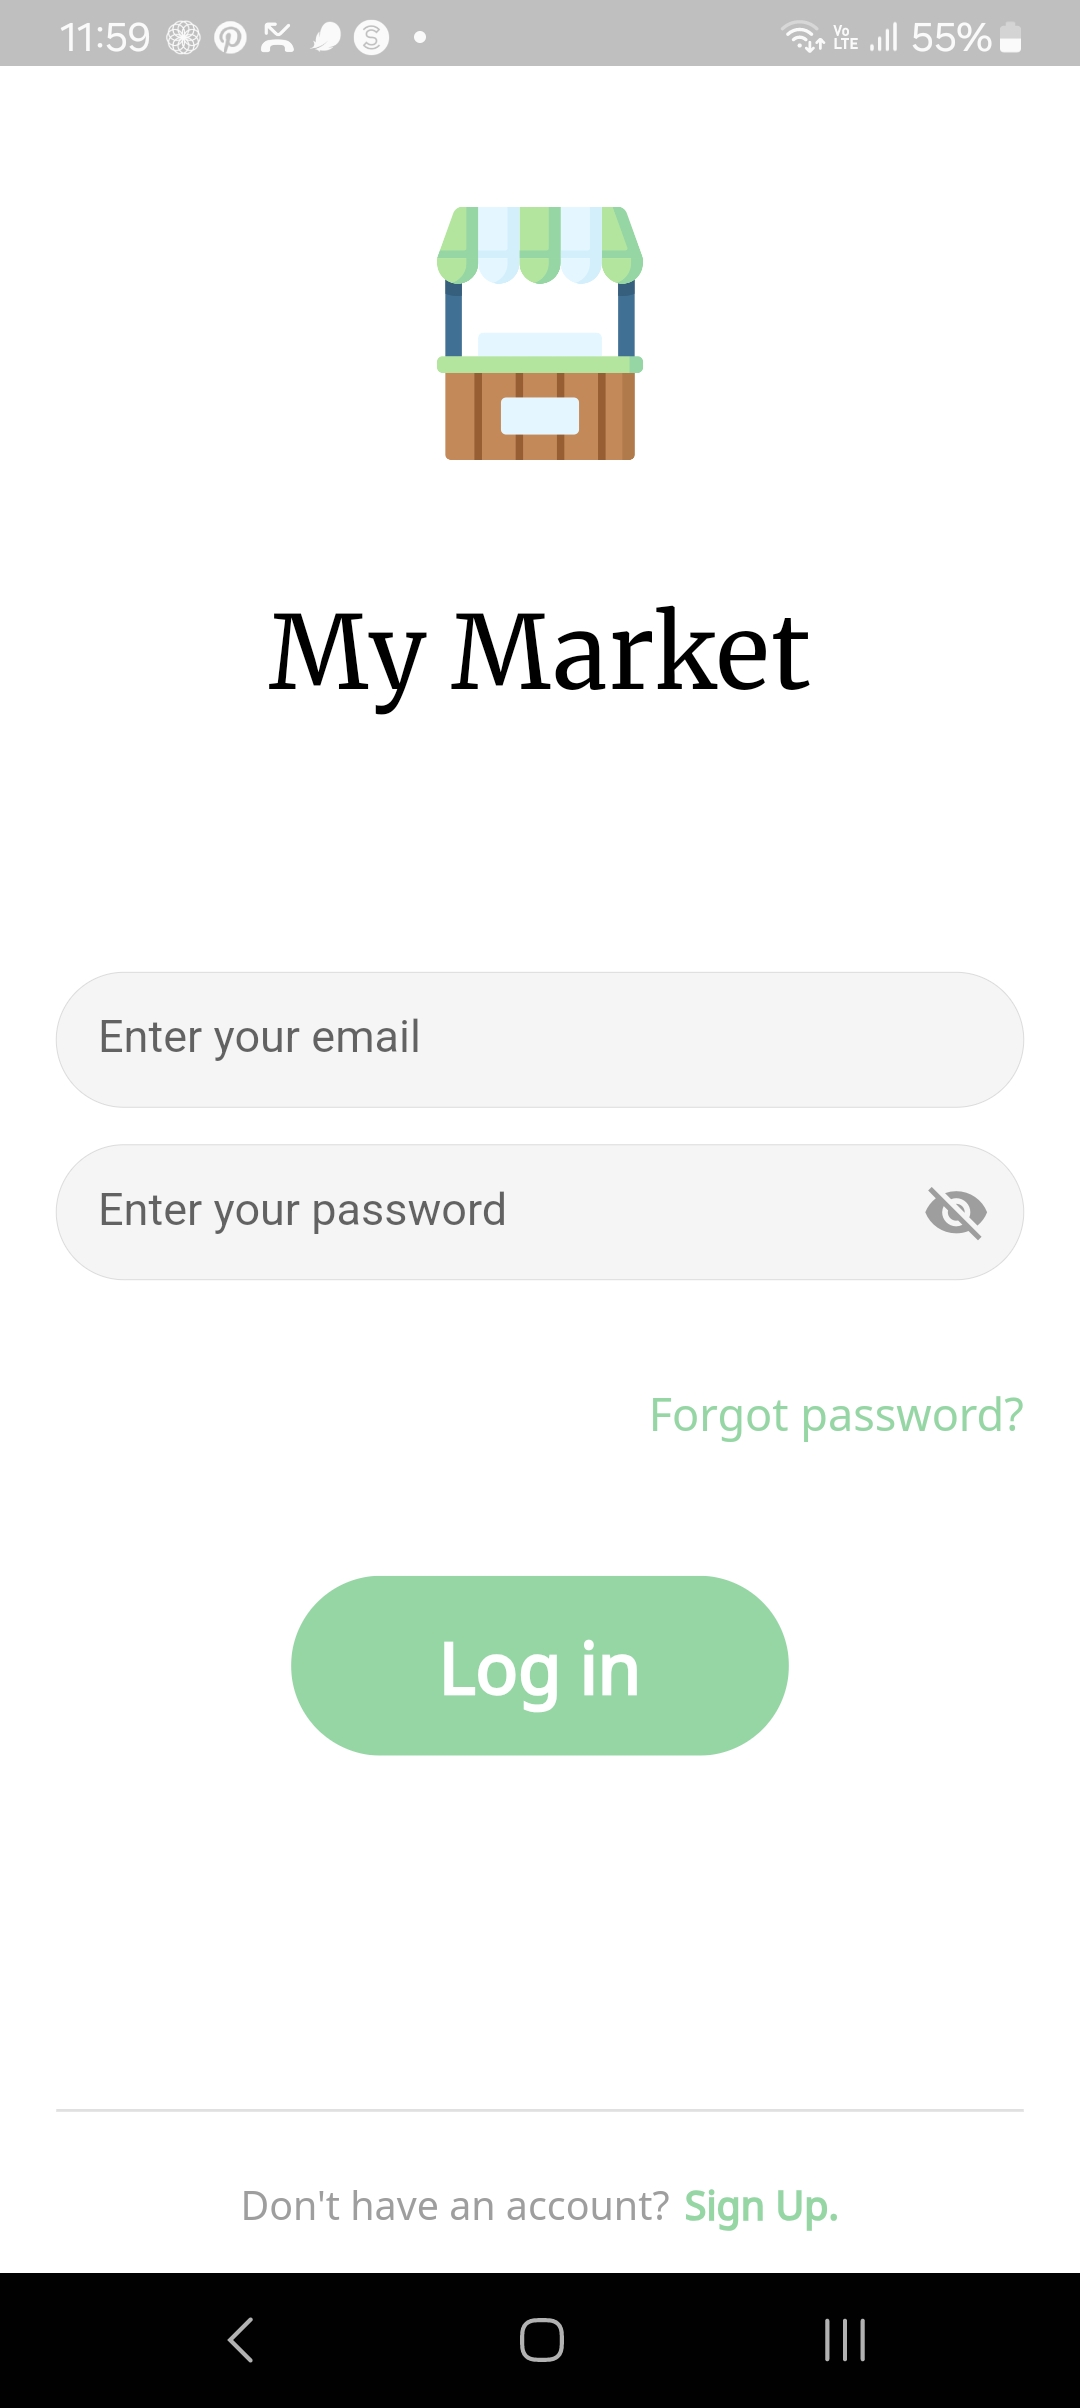 11:59 Vo LTE 55%
My Market
Enter your email
Enter your password
Forgot password?
Log in
Don't have an account? Sign Up.